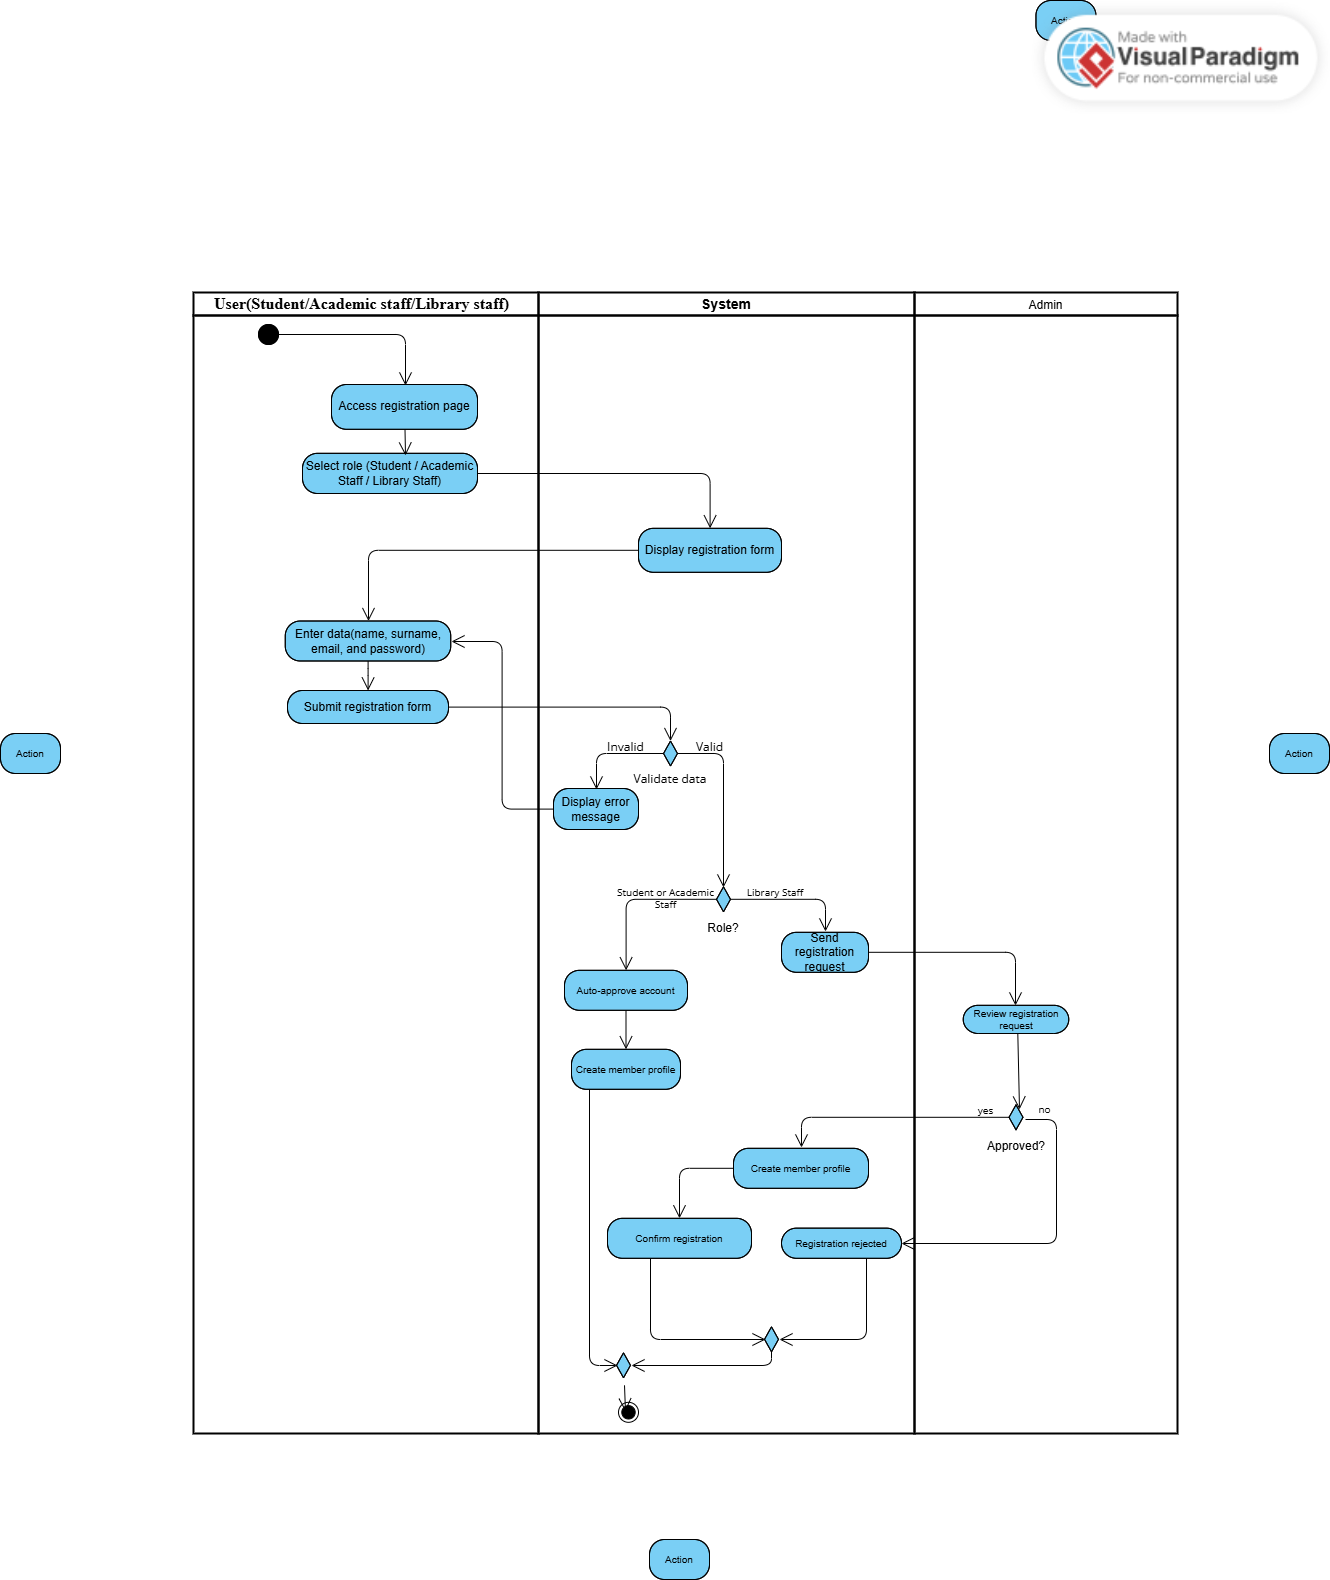 Made with
Visual Paradigm
For non-commercial use
User(Student/Academic staff/Library staff)
System
Admin
Access registration page
Select role (Student / Academic
Staff / Library Staff)
Display registration form
Enter data(name, surname,
email, and password)
Submit registration form
Action
Invalid
Valid
Action
Validate data
Display error
message
Student or Academic
Staff
Library Staff
Role?
Send
registration
request
Auto-approve account
Review registration
request
Create member profile
yes
no
Approved?
Create member profile
Confirm registration
Registration rejected
Action